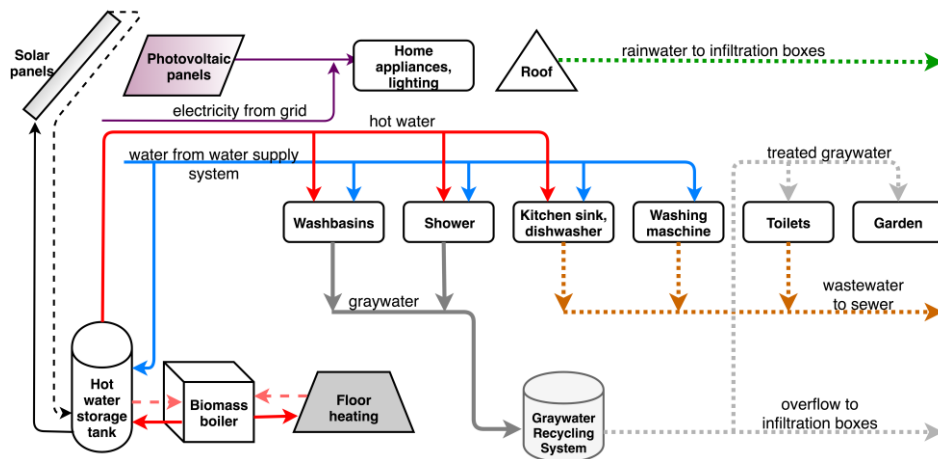 Solar
panels
Photovoltaic
panels
Home
appliances,
lighting
Roof
rainwater to infiltration boxes
electricity from grid
hot water
water from water supply
system
treated graywater
Washbasins
Shower
Kitchen sink,
dishwasher
Washing
maschine
Toilets
Garden
graywater
wastewater
to sewer
Hot
water
storage
tank
Biomass
boiler
Floor
heating
Graywater
Recycling
System
overflow to
infiltration boxes